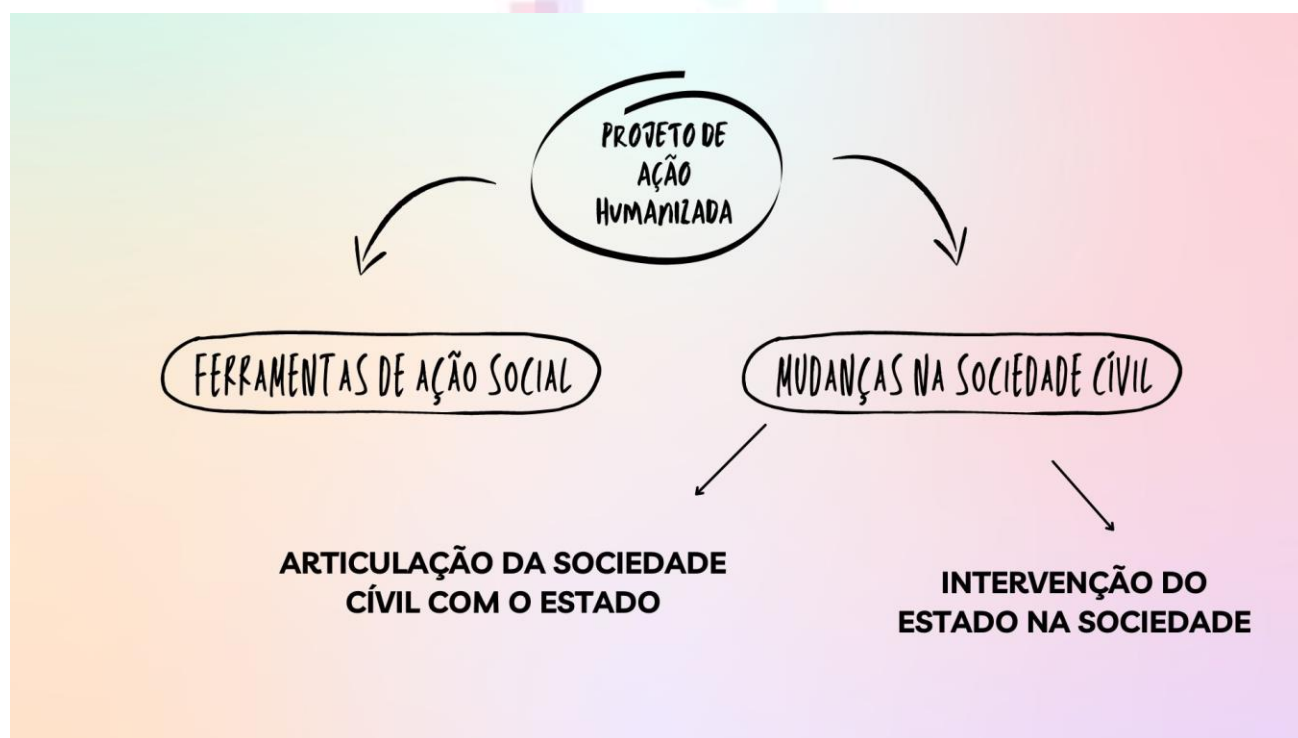 PROJETO DE
AÇÃO
HUMANIZADA
FERRAMENTAS DE AÇÃO SOCIAL
MUDANÇAS NA SOCIEDADE CÍVIL
ARTICULAÇÃO DA SOCIEDADE
CÍVIL COM O ESTADO
INTERVENÇÃO DO
ESTADO NA SOCIEDADE